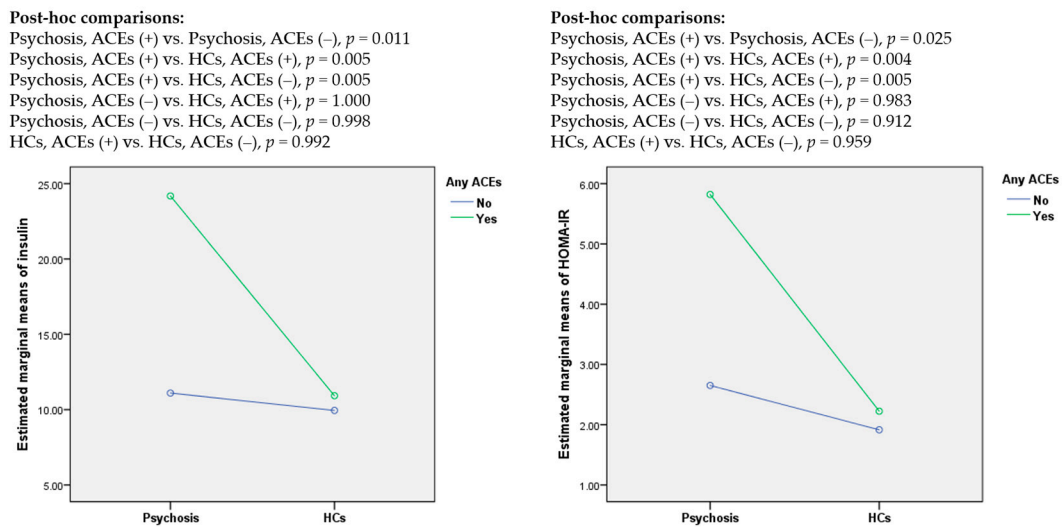 Post-hoc comparisons:
Psychosis, ACEs (+) vs. Psychosis, ACEs (–), p = 0.011
Psychosis, ACEs (+) vs. HCs, ACEs (+), p = 0.005
Psychosis, ACEs (+) vs. HCs, ACEs (–), p = 0.005
Psychosis, ACEs (–) vs. HCs, ACEs (+), p = 1.000
Psychosis, ACEs (–) vs. HCs, ACEs (–), p = 0.998
HCs, ACEs (+) vs. HCs, ACEs (–), p = 0.992
Estimated marginal means of insulin
25.00
20.00
15.00
10.00
5.00
Psychosis
HCs
Any ACEs
No
Yes
Post-hoc comparisons:
Psychosis, ACEs (+) vs. Psychosis, ACEs (–), p = 0.025
Psychosis, ACEs (+) vs. HCs, ACEs (+), p = 0.004
Psychosis, ACEs (+) vs. HCs, ACEs (–), p = 0.005
Psychosis, ACEs (–) vs. HCs, ACEs (+), p = 0.983
Psychosis, ACEs (–) vs. HCs, ACEs (–), p = 0.912
HCs, ACEs (+) vs. HCs, ACEs (–), p = 0.959
Estimated marginal means of HOMA-IR
6.00
5.00
4.00
3.00
2.00
1.00
Psychosis
HCs
Any ACEs
No
Yes